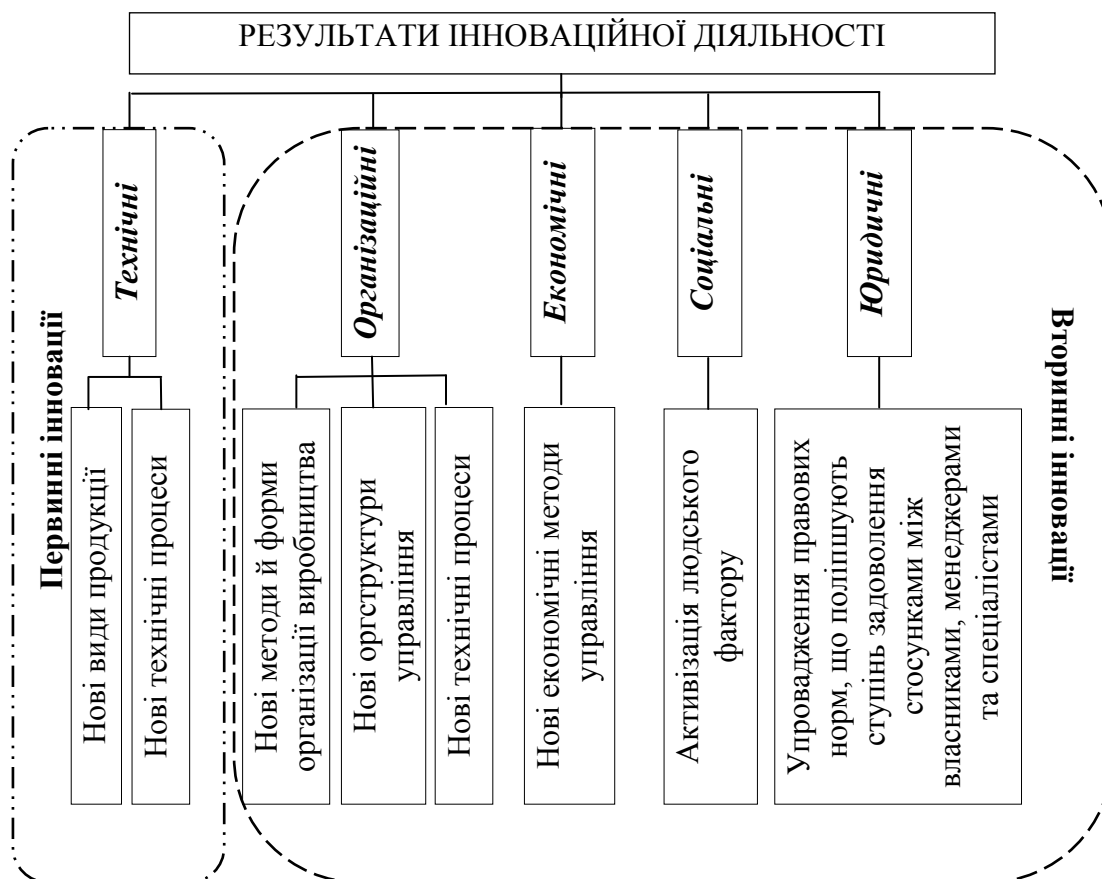 РЕЗУЛЬТАТИ ІННОВАЦІЙНОЇ ДІЯЛЬНОСТІ
Первинні інновації
Технічні
Нові види продукції
Нові технічні процеси
Організаційні
Нові методи й форми
організації виробництва
Нові оргструктури
управління
Нові технічні процеси
Економічні
Нові економічні методи
управління
Соціальні
Активізація людського
фактору
Юридичні
Упровадження правових
норм, що поліпшують
ступінь задоволення
стосунками між
власниками, менеджерами
та спеціалістами
Вторинні інновації